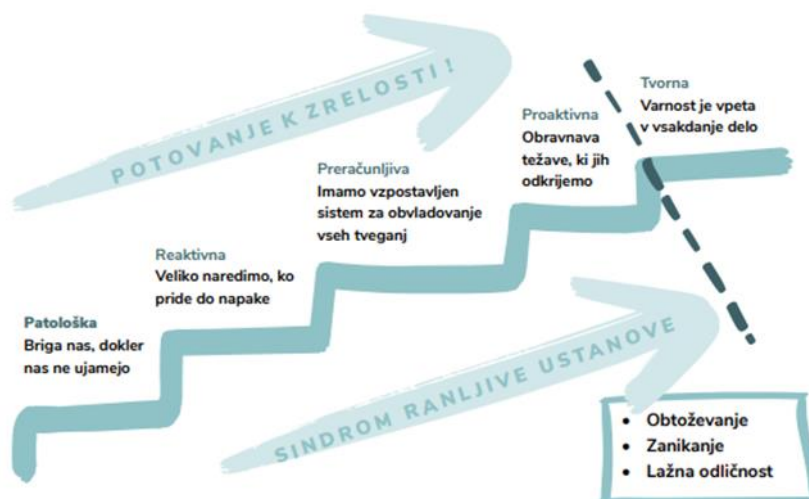 POTOVANJE K ZRELOSTI !
Tvorna
Varnost je vpeta
v vsakdanje delo
Proaktivna
Obravnava
težave, ki jih
odkrijemo
Preračunljiva
Imamo vzpostavljen
sistem za obvladovanje
vseh tveganj
Reaktivna
Veliko naredimo, ko
pride do napake
Patološka
Briga nas, dokler
nas ne ujamejo
SINDROM RANLJIVE USTANOVE
• Obtoževanje
• Zanikanje
• Lažna odličnost